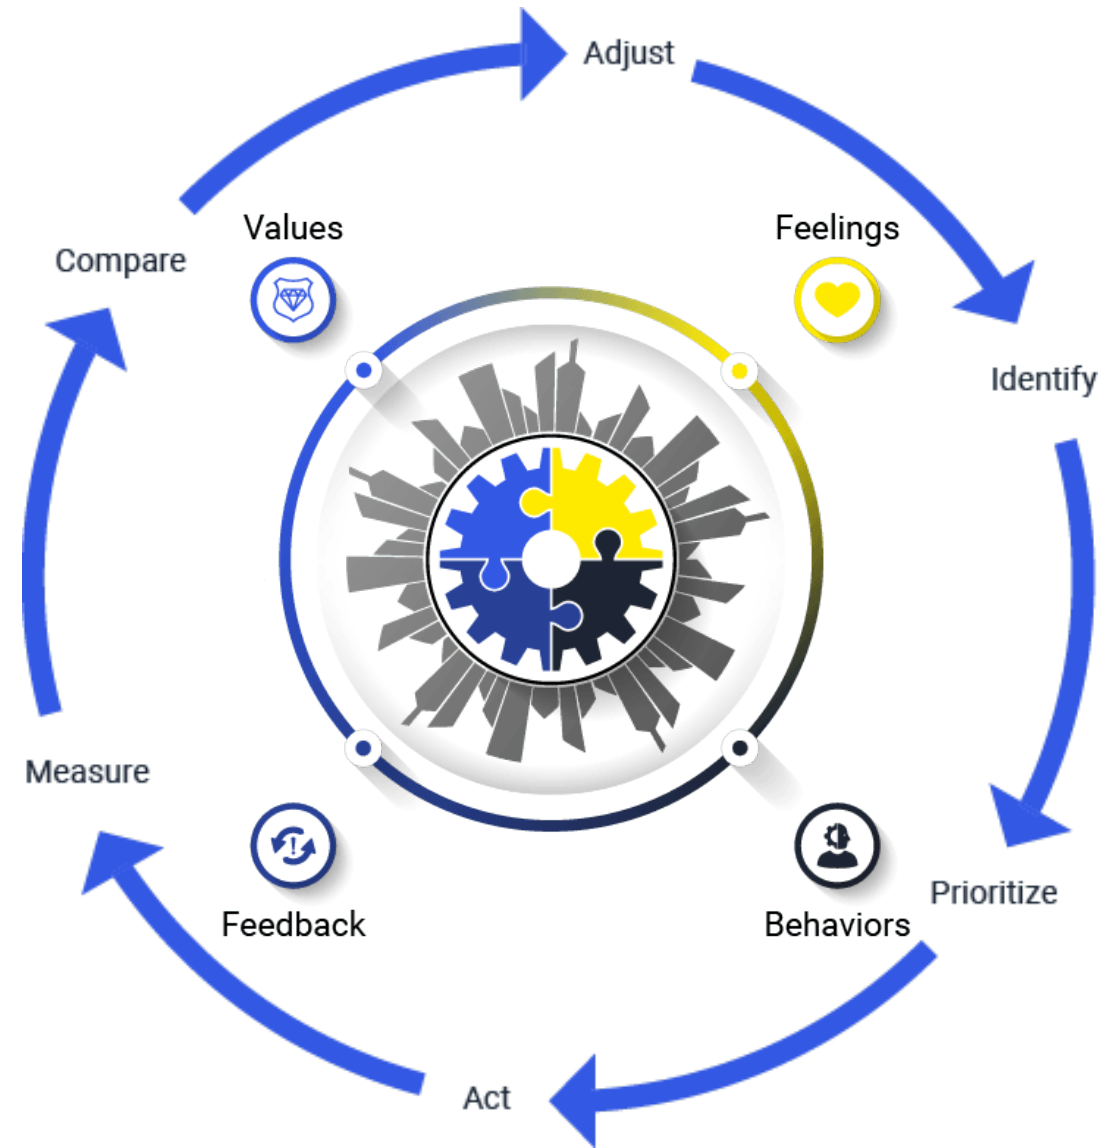 Adjust
Values
Feelings
Compare
Identify
Measure
Prioritize
Feedback
Behaviors
Act